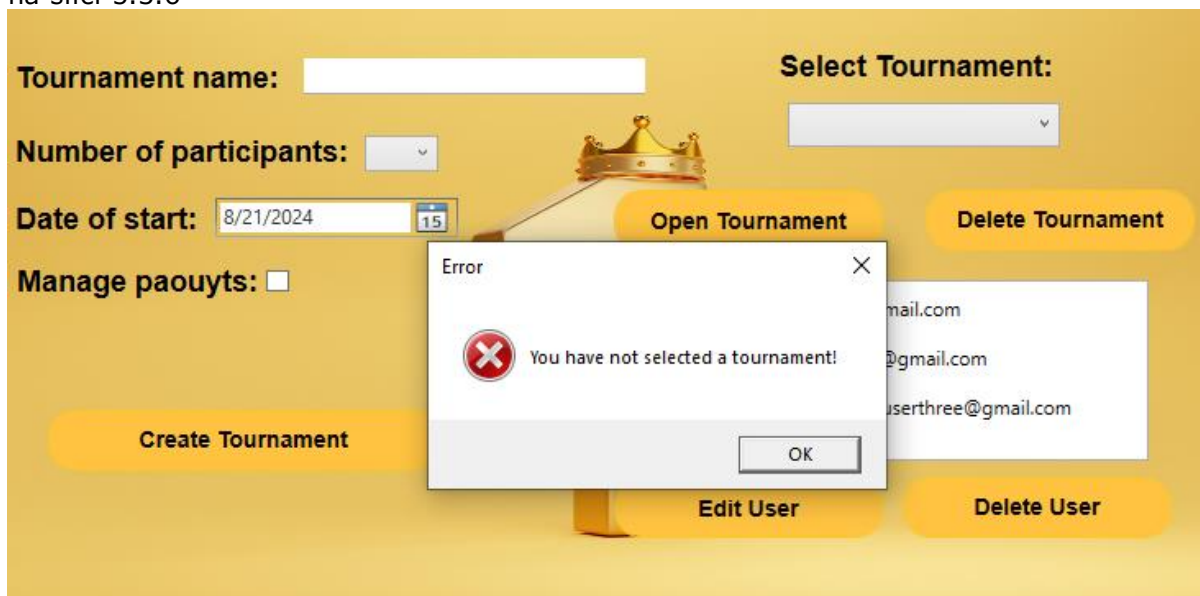 Tournament name:
Select Tournament:
Number of participants:
Date of start: 8/21/2024 15
Open Tournament
Delete Tournament
Manage paouyts:
Error
You have not selected a tournament!
OK
mail.com
@gmail.com
userthree@gmail.com
Create Tournament
Edit User
Delete User